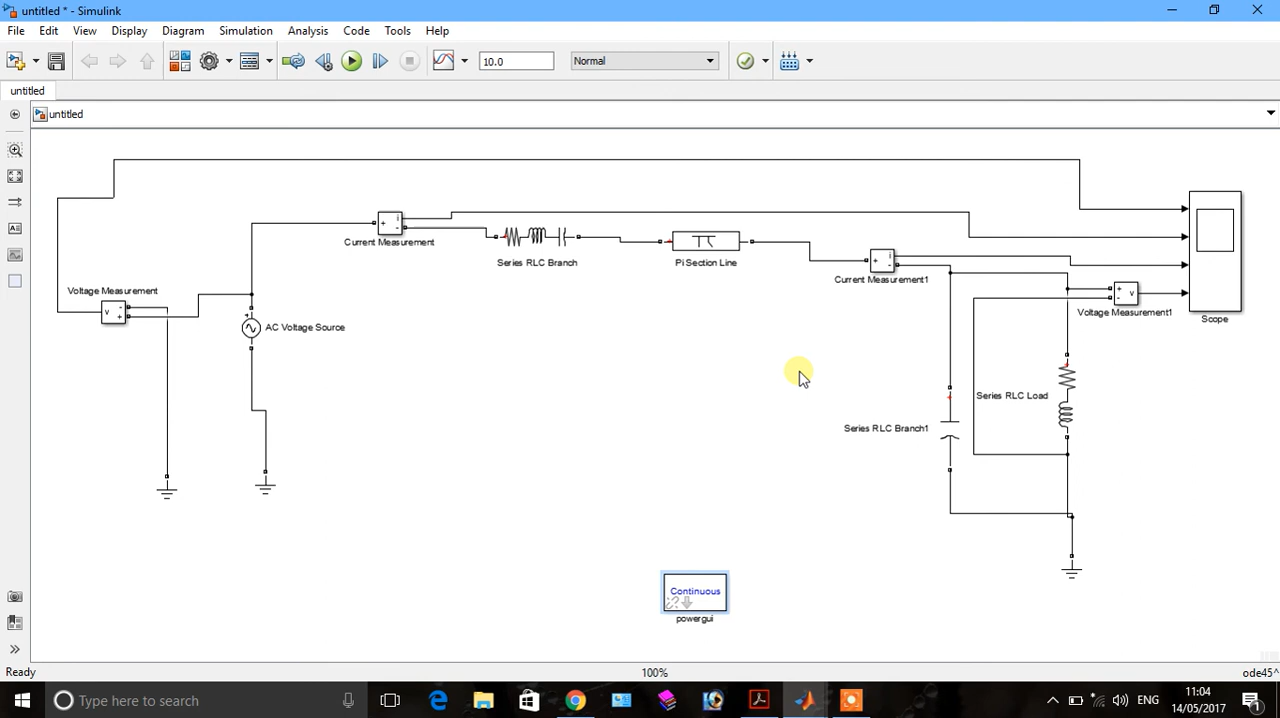 untitled * - Simulink
File Edit View Display Diagram Simulation Analysis Code Tools Help
10.0 Normal
untitled
untitled
Current Measurement
i
+
-
Series RLC Branch
Pi Section Line
Current Measurement1
i
+
-
Voltage Measurement
v
-
+
AC Voltage Source
+
Voltage Measurement1
+
-
v
Scope
Series RLC Load
Series RLC Branch1
Continuous
powergui
Ready 100% ode45^
Type here to search
ENG
11:04
14/05/2017
1